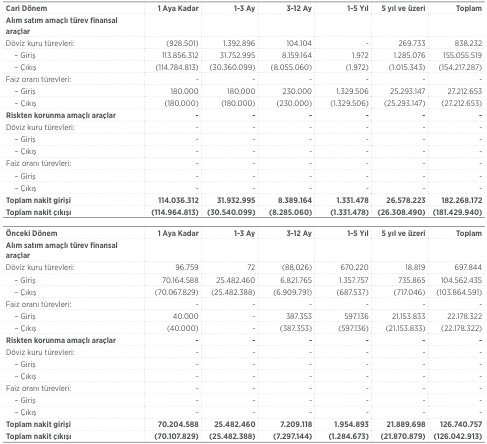 Cari Dönem 1 Aya Kadar 1-3 Ay 3-12 Ay 1-5 Yıl 5 yıl ve üzeri Toplam
Alım satım amaçlı türev finansal
araçlar
Döviz kuru türevleri: (928.501) 1.392.896 104.104 - 269.733 838.232
– Giriş 113.856.312 31.752.995 8.159.164 1.972 1.285.076 155.055.519
– Çıkış (114.784.813) (30.360.099) (8.055.060) (1.972) (1.015.343) (154.217.287)
Faiz oranı türevleri: - - - - - -
– Giriş 180.000 180.000 230.000 1.329.506 25.293.147 27.212.653
– Çıkış (180.000) (180.000) (230.000) (1.329.506) (25.293.147) (27.212.653)
Riskten korunma amaçlı araçlar - - - - - -
Döviz kuru türevleri: - - - - - -
– Giriş - - - - - -
– Çıkış - - - - - -
Faiz oranı türevleri: - - - - - -
– Giriş - - - - - -
– Çıkış - - - - - -
Toplam nakit girişi 114.036.312 31.932.995 8.389.164 1.331.478 26.578.223 182.268.172
Toplam nakit çıkışı (114.964.813) (30.540.099) (8.285.060) (1.331.478) (26.308.490) (181.429.940)
Önceki Dönem 1 Aya Kadar 1-3 Ay 3-12 Ay 1-5 Yıl 5 yıl ve üzeri Toplam
Alım satım amaçlı türev finansal
araçlar
Döviz kuru türevleri: 96.759 72 (88.026) 670.220 18.819 697.844
– Giriş 70.164.588 25.482.460 6.821.765 1.357.757 735.865 104.562.435
– Çıkış (70.067.829) (25.482.388) (6.909.791) (687.537) (717.046) (103.864.591)
Faiz oranı türevleri: - - - - - -
– Giriş 40.000 - 387.353 597.136 21.153.833 22.178.322
– Çıkış (40.000) - (387.353) (597.136) (21.153.833) (22.178.322)
Riskten korunma amaçlı araçlar - - - - - -
Döviz kuru türevleri: - - - - - -
– Giriş - - - - - -
– Çıkış - - - - - -
Faiz oranı türevleri: - - - - - -
– Giriş - - - - - -
– Çıkış - - - - - -
Toplam nakit girişi 70.204.588 25.482.460 7.209.118 1.954.893 21.889.698 126.740.757
Toplam nakit çıkışı (70.107.829) (25.482.388) (7.297.144) (1.284.673) (21.870.879) (126.042.913)